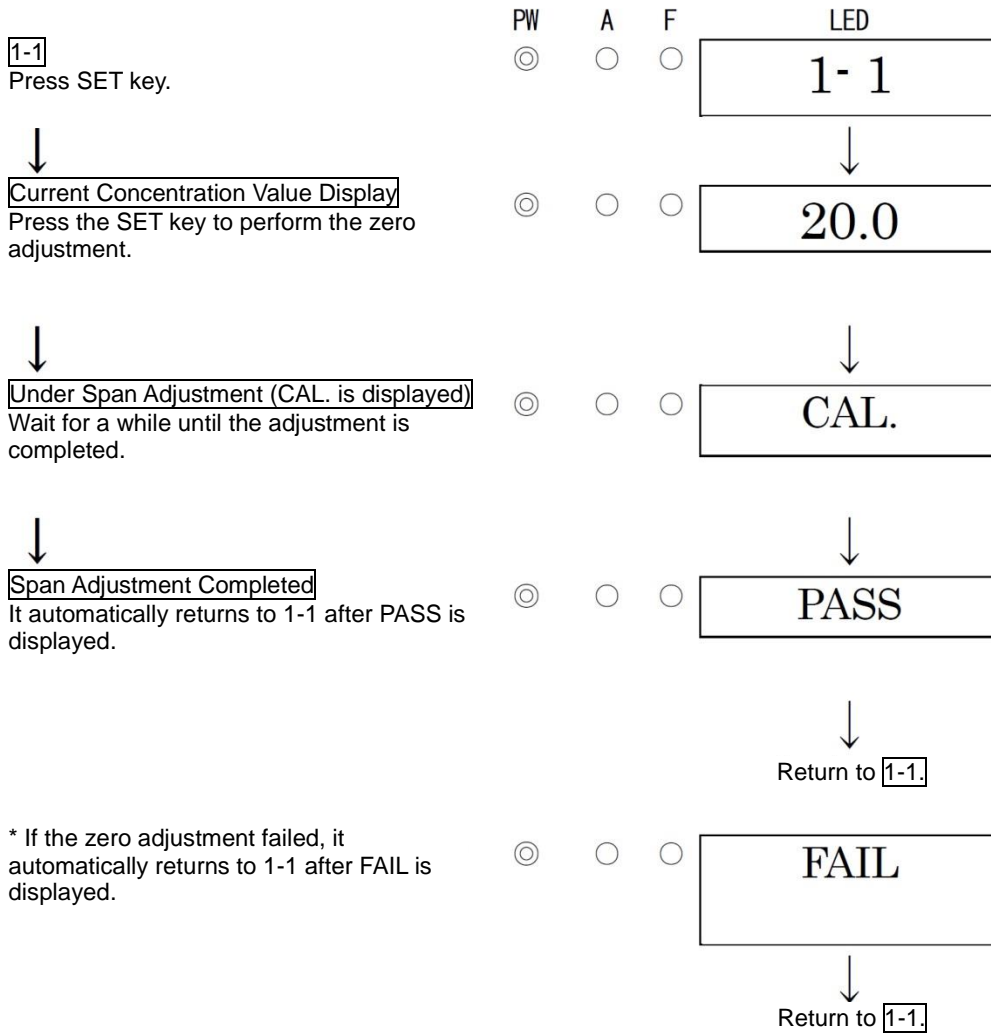 PW A F LED
1-1
Press SET key.
1- 1
Current Concentration Value Display
Press the SET key to perform the zero
adjustment.
20.0
Under Span Adjustment (CAL. is displayed)
Wait for a while until the adjustment is
completed.
CAL.
Span Adjustment Completed
It automatically returns to 1-1 after PASS is
displayed.
PASS
Return to 1-1.
* If the zero adjustment failed, it
automatically returns to 1-1 after FAIL is
displayed.
FAIL
Return to 1-1.